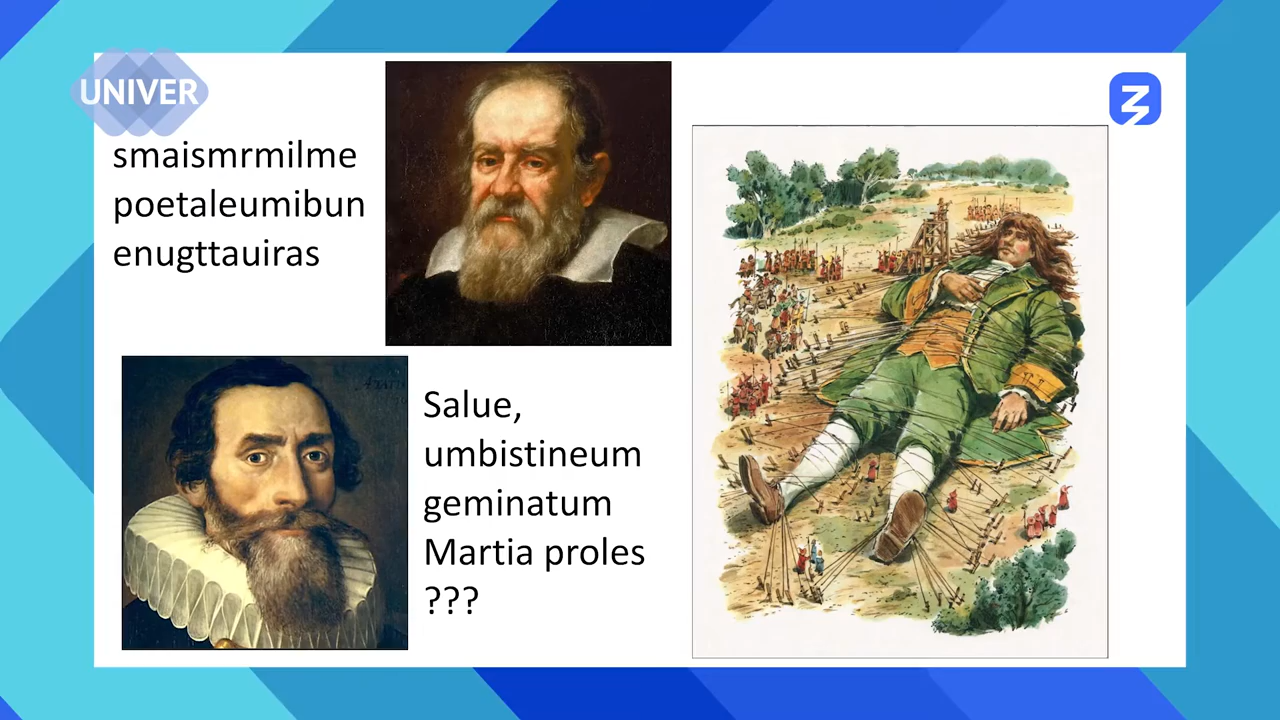 UNIVER
smaismrmilme
poetaleumibun
enugttauiras
Salue,
umbistineum
geminatum
Martia proles
???